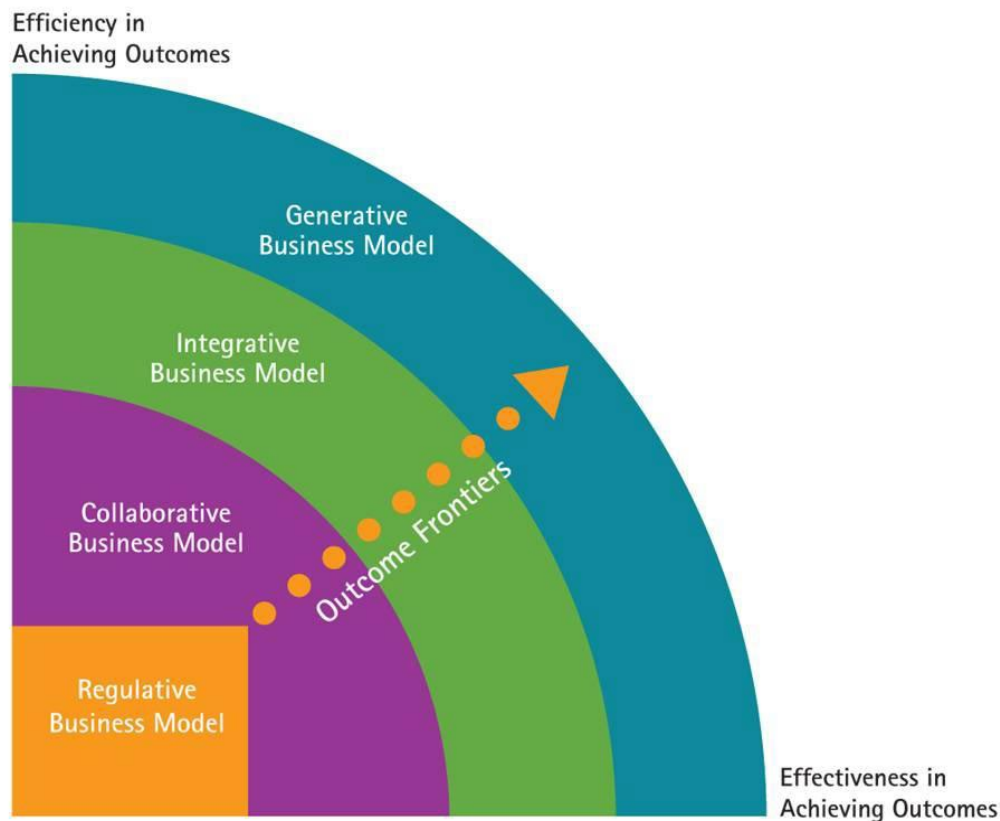 Efficiency in
Achieving Outcomes
Generative
Business Model
Integrative
Business Model
Outcome Frontiers
Collaborative
Business Model
Regulative
Business Model
Effectiveness in
Achieving Outcomes